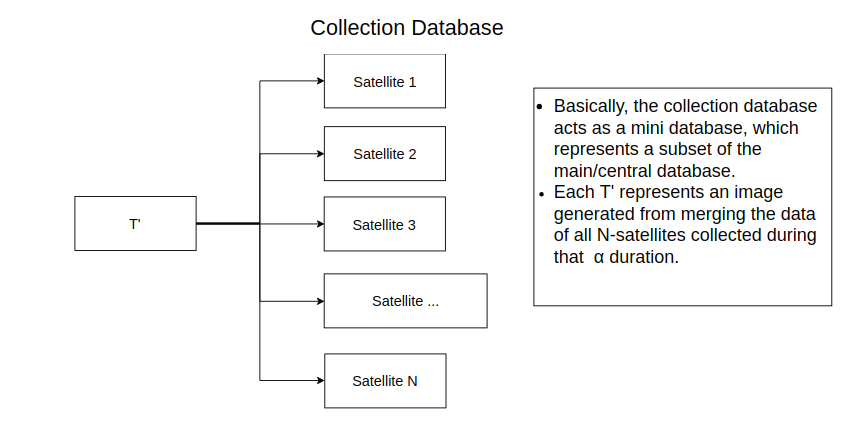 Collection Database
Satellite 1
Satellite 2
Satellite 3
Satellite ...
Satellite N
T'
• Basically, the collection database
acts as a mini database, which
represents a subset of the
main/central database.
• Each T' represents an image
generated from merging the data
of all N-satellites collected during
that α duration.